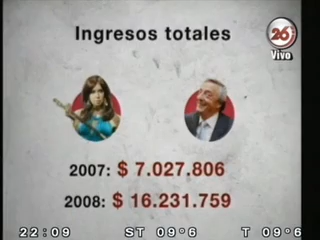 Ingresos totales
26
Vivo
2007: $ 7.027.806
2008: $ 16.231.759
22:09 ST 09°6 T 09°6